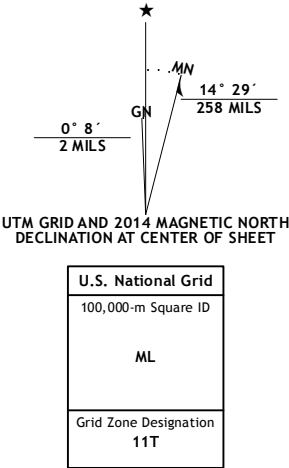 MN
14° 29´
258 MILS
GN
0° 8´
2 MILS
UTM GRID AND 2014 MAGNETIC NORTH
DECLINATION AT CENTER OF SHEET
U.S. National Grid
100,000-m Square ID
ML
Grid Zone Designation
11T